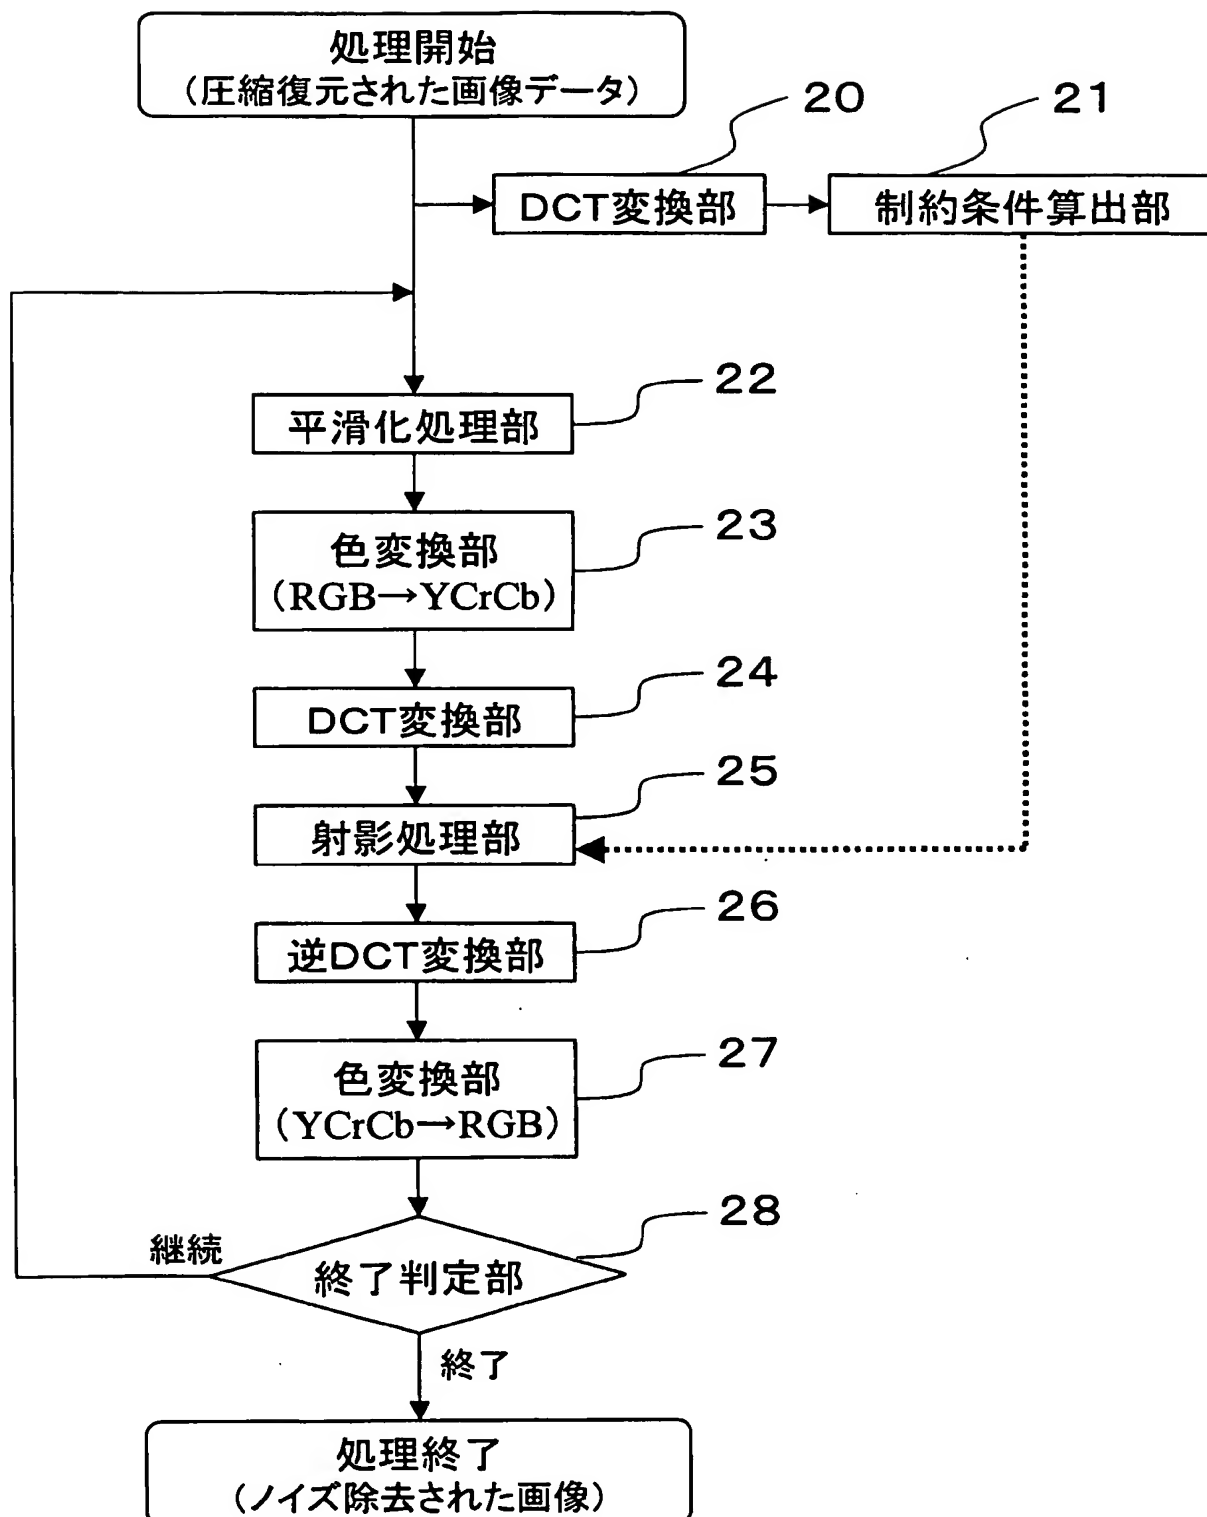 処理開始
(圧縮復元された画像データ)
20
21
DCT変換部
制約条件算出部
22
平滑化処理部
23
色変換部
(RGB→YCrCb)
24
DCT変換部
25
射影処理部
26
逆DCT変換部
27
色変換部
(YCrCb→RGB)
28
継続
終了判定部
終了
処理終了
(ノイズ除去された画像)